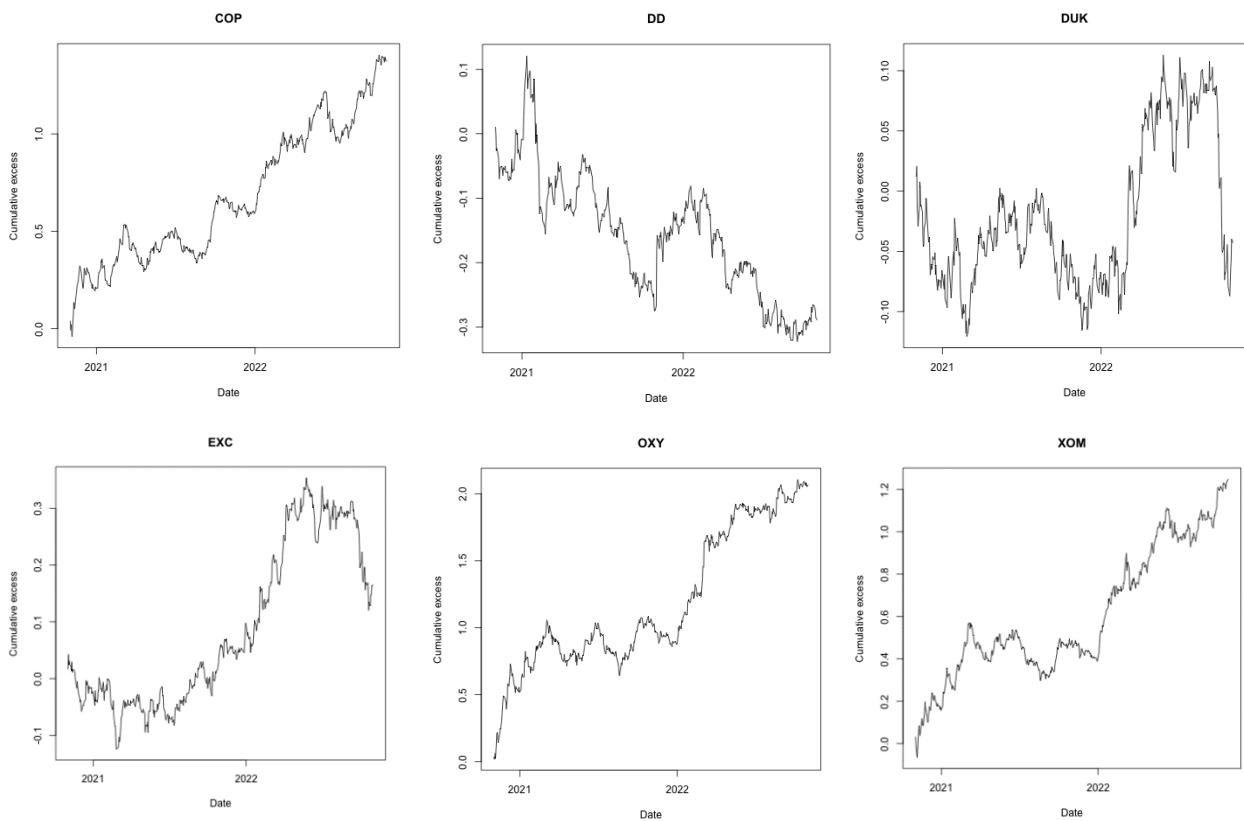 COP
Cumulative excess
1.0
0.5
0.0
2021
2022
Date
DD
Cumulative excess
0.1
0.0
-0.1
-0.2
-0.3
2021
2022
Date
DUK
Cumulative excess
0.10
0.05
0.00
-0.05
-0.10
2021
2022
Date
EXC
Cumulative excess
0.3
0.2
0.1
0.0
-0.1
2021
2022
Date
OXY
Cumulative excess
2.0
1.5
1.0
0.5
0.0
2021
2022
Date
XOM
Cumulative excess
1.2
1.0
0.8
0.6
0.4
0.2
0.0
2021
2022
Date